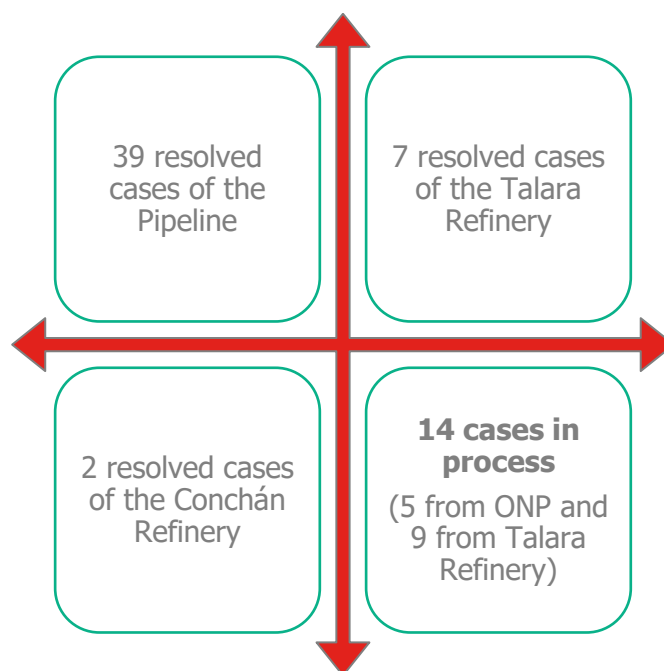 39 resolved
cases of the
Pipeline
7 resolved cases
of the Talara
Refinery
2 resolved cases
of the Conchán
Refinery
14 cases in
process
(5 from ONP and
9 from Talara
Refinery)